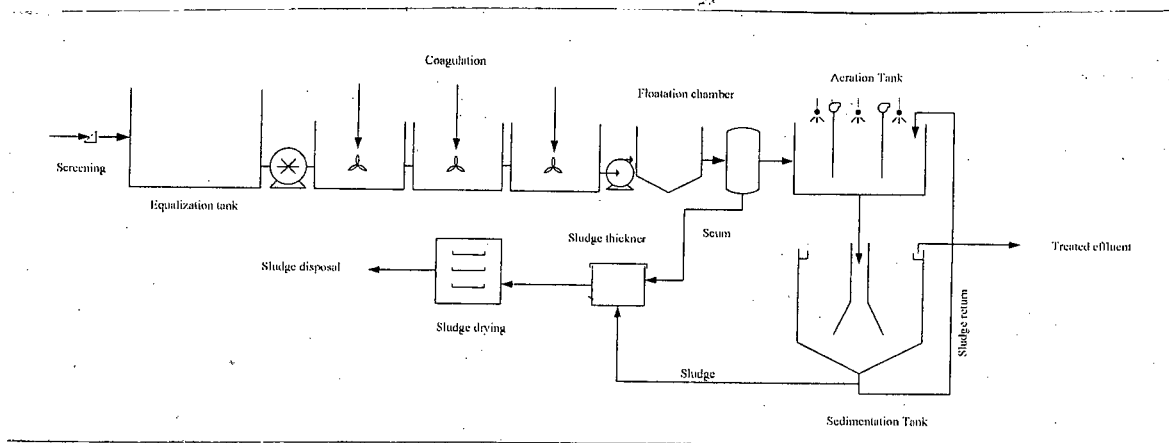 Coagulation
Aeration Tank
Floatation chamber
Screening
Equalization tank
Scum
Sludge thickner
Treated effluent
Sludge disposal
Sludge drying
Sludge return
Sludge
Sedimentation Tank